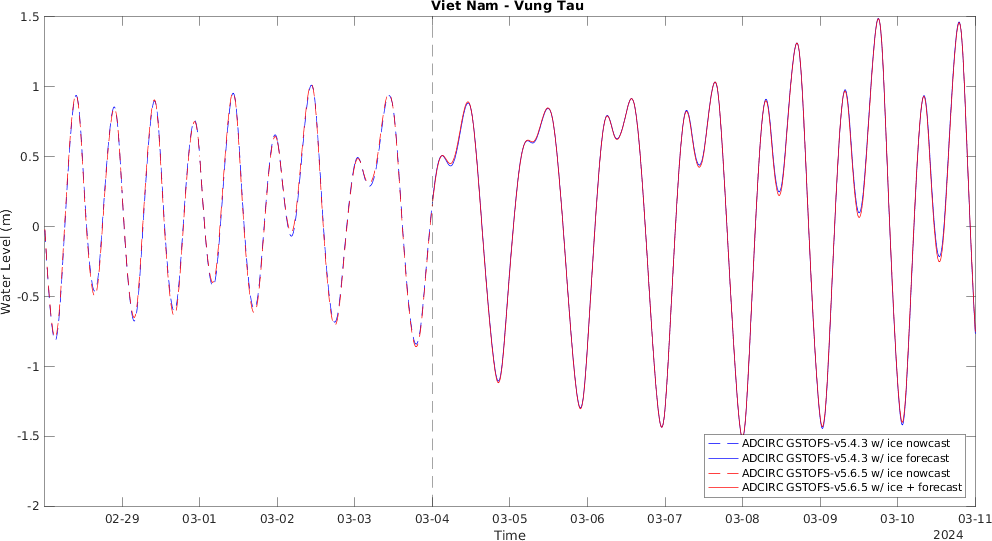 Viet Nam - Vung Tau
Water Level (m)
1.5
1
0.5
0
-0.5
-1
-1.5
-2
ADCIRC GSTOFS-v5.4.3 w/ ice nowcast
ADCIRC GSTOFS-v5.4.3 w/ ice forecast
ADCIRC GSTOFS-v5.6.5 w/ ice nowcast
ADCIRC GSTOFS-v5.6.5 w/ ice + forecast
02-29 03-01 03-02 03-03 03-04 03-05 03-06 03-07 03-08 03-09 03-10 03-11
Time
2024